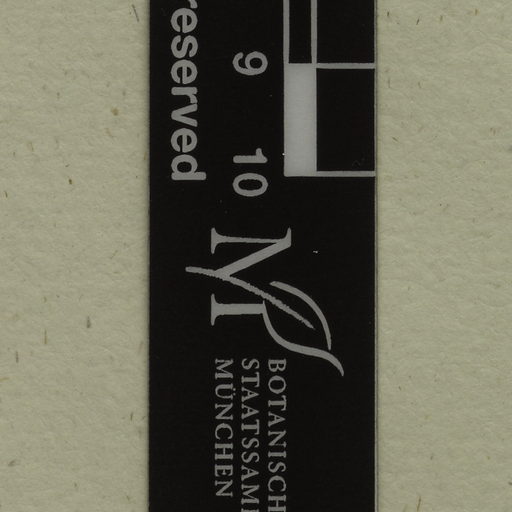 reserved
9 10
M
BOTANISCH
STAATSSAM
MÜNCHEN